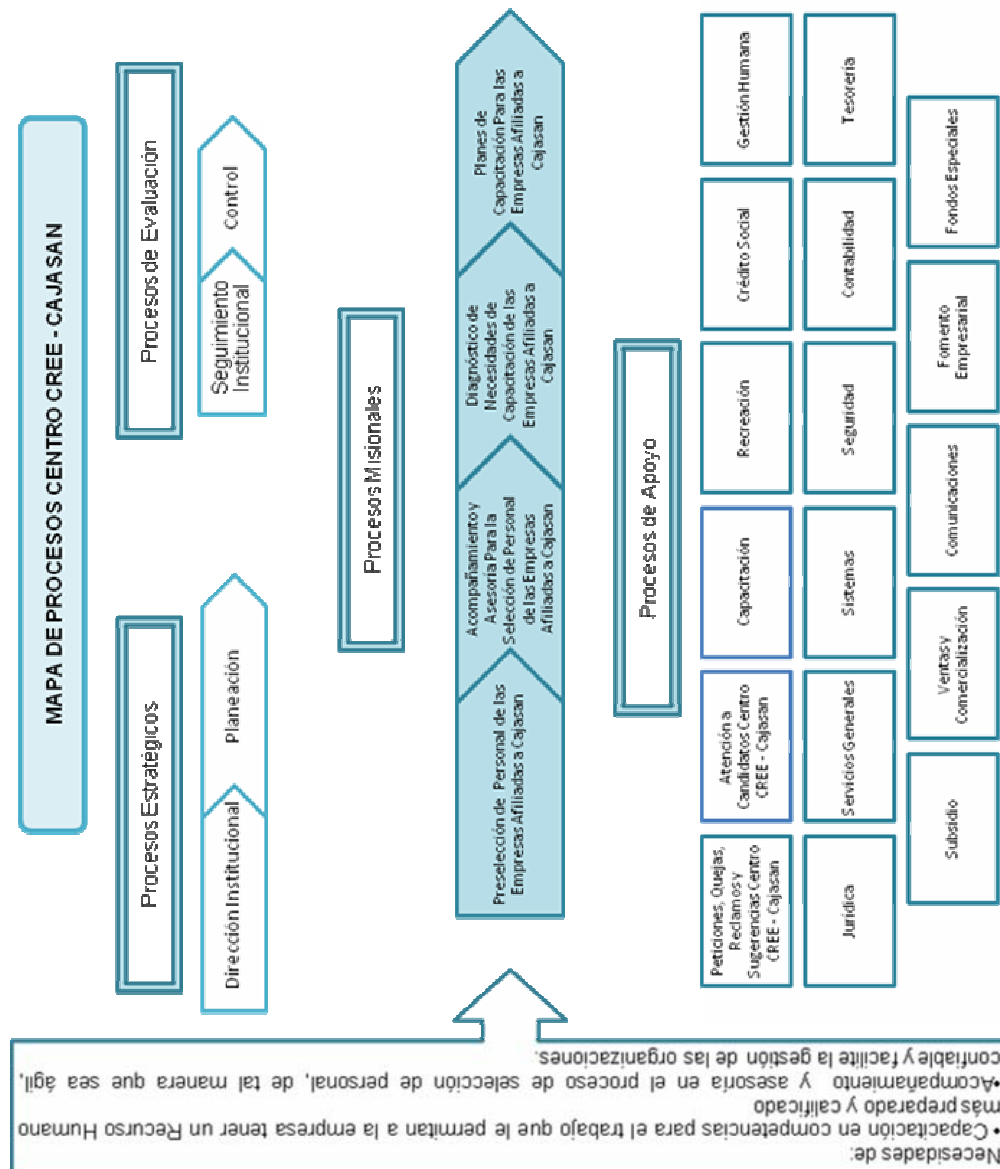 MAPA DE PROCESOS CENTRO CREE - CAJASAN
Procesos Estratégicos
Dirección Institucional
Planeación
Procesos de Evaluación
Seguimiento
Institucional
Control
Procesos Misionales
Preselección de Personal de las
Empresas Afiliadas a Cajasan
Acompañamiento y
Asesoría Para la
Selección de Personal
de las Empresas
Afiliadas a Cajasan
Diagnóstico de
Necesidades de
Capacitación de las
Empresas Afiliadas a
Cajasan
Planes de
Capacitación Para las
Empresas Afiliadas a
Cajasan
Procesos de Apoyo
Peticiones, Quejas,
Reclamos y
Sugerencias Centro
CREE - Cajasan
Atención a
Candidatos Centro
CREE - Cajasan
Capacitación
Recreación
Crédito Social
Gestión Humana
Jurídica
Servicios Generales
Sistemas
Seguridad
Contabilidad
Tesorería
Subsidio
Ventas y
Comercialización
Comunicaciones
Fomento
Empresarial
Fondos Especiales
Necesidades de:
• Capacitación en competencias para el trabajo que le permitan a la empresa tener un Recurso Humano
más preparado y calificado
•Acompañamiento y asesoría en el proceso de selección de personal, de tal manera que sea ágil,
confiable y facilite la gestión de las organizaciones.